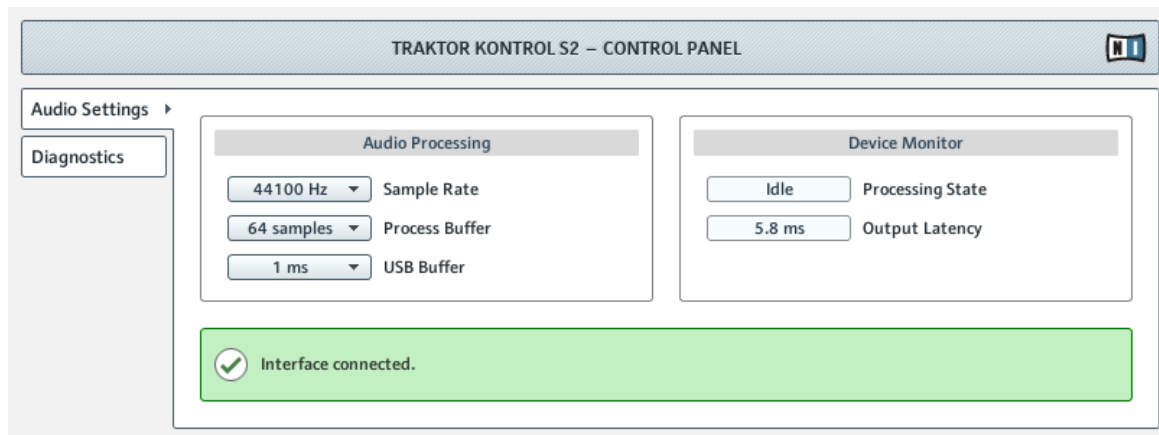 TRAKTOR KONTROL S2 – CONTROL PANEL
NI
Audio Settings
Diagnostics
Audio Processing
44100 Hz Sample Rate
64 samples Process Buffer
1 ms USB Buffer
Device Monitor
Idle Processing State
5.8 ms Output Latency
Interface connected.